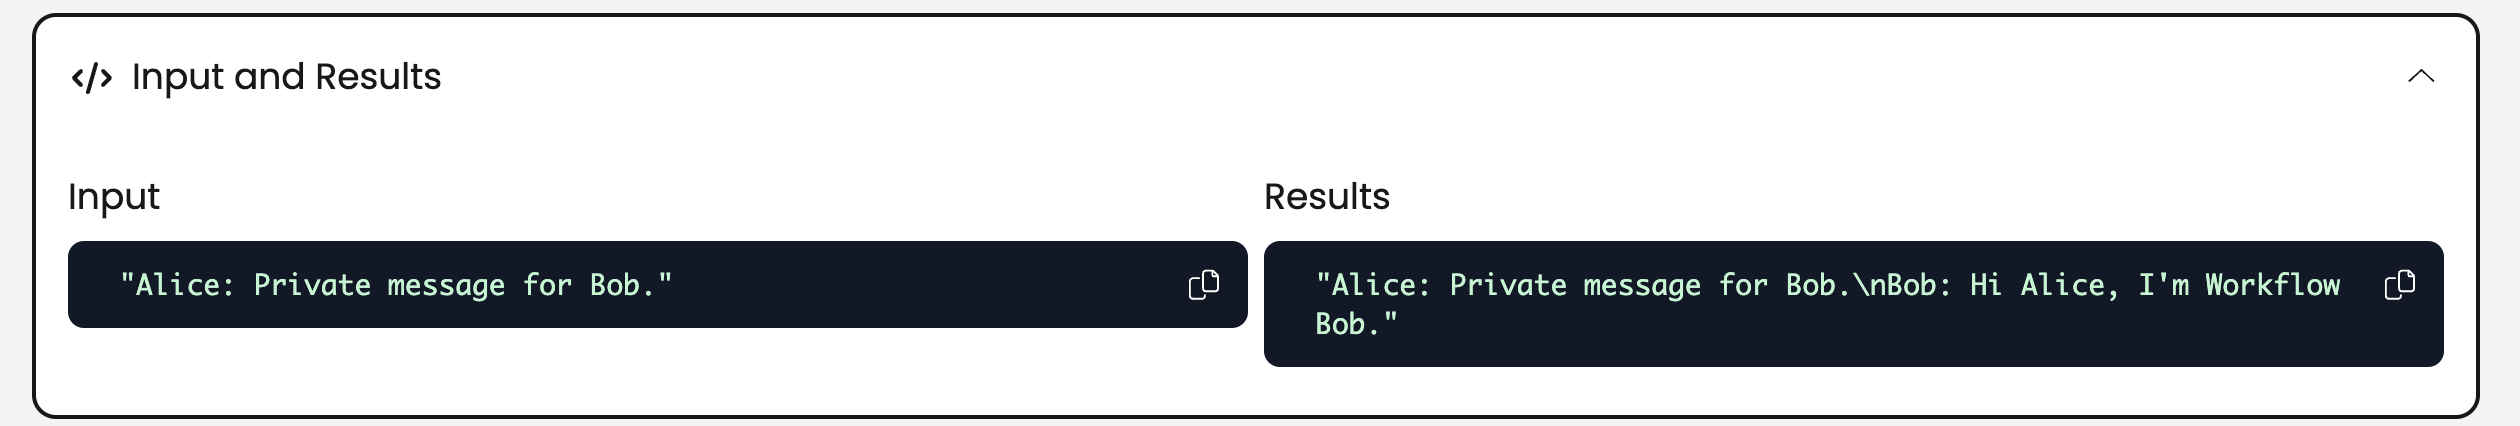 Input and Results
Input
"Alice: Private message for Bob."
Results
"Alice: Private message for Bob.\nBob: Hi Alice, I'm Workflow
Bob."